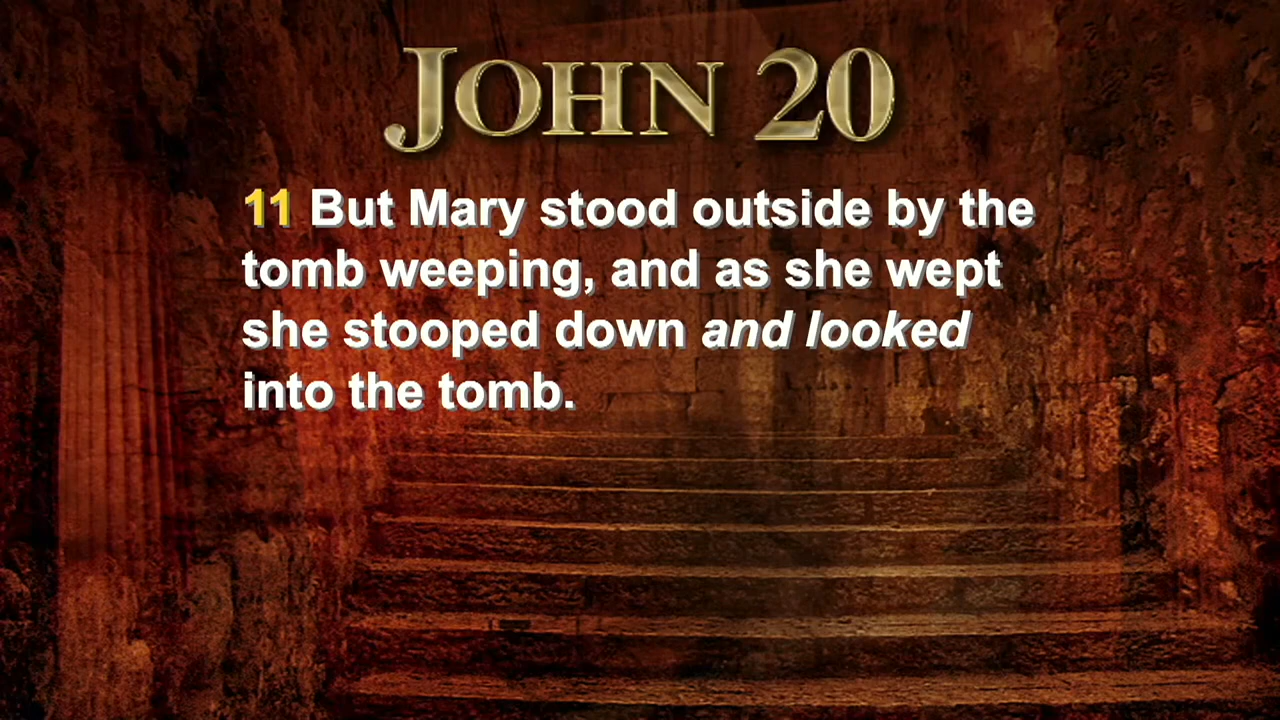 JOHN 20
11 But Mary stood outside by the
tomb weeping, and as she wept
she stooped down and looked
into the tomb.